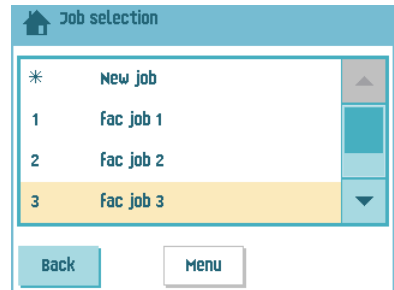 Job selection
* New job
1 fac job 1
2 fac job 2
3 fac job 3
Back Menu